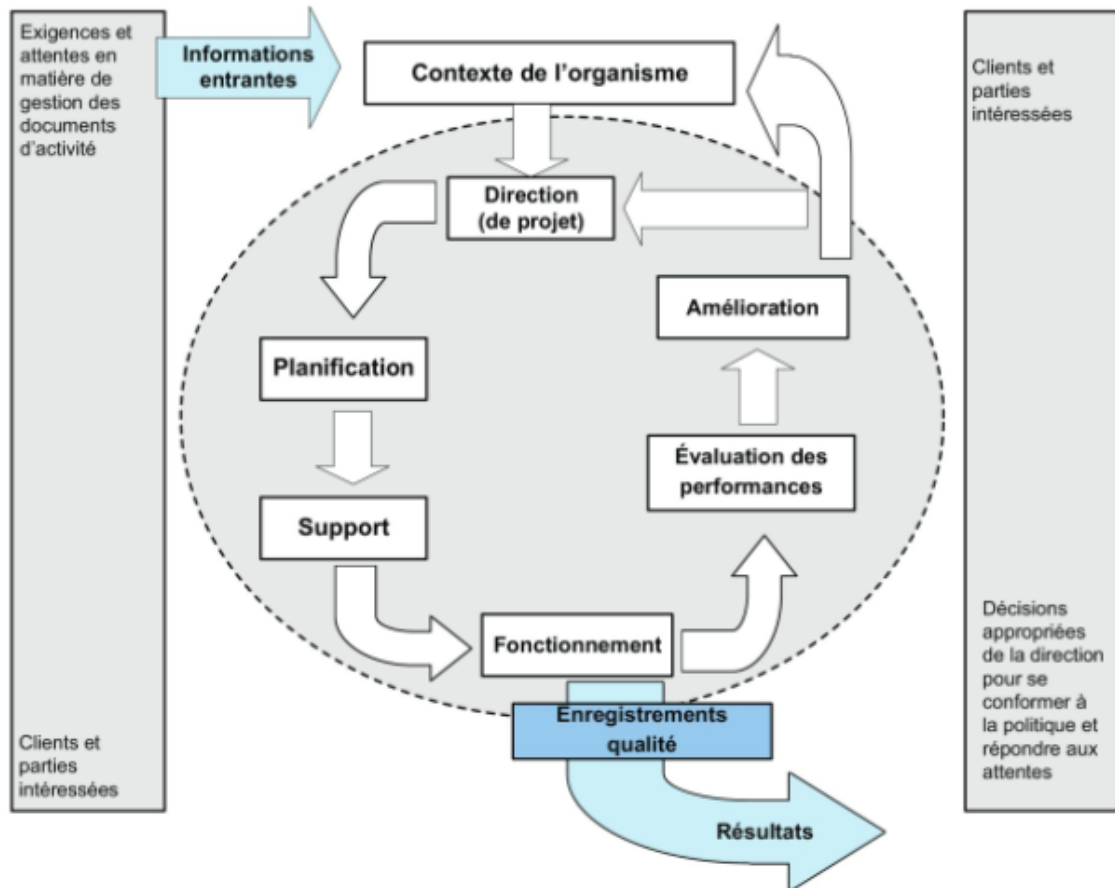 Exigences et
attentes en
matière de
gestion des
documents
d’activité
Informations
entrantes
Contexte de l’organisme
Clients et
parties
intéressées
Direction
(de projet)
Amélioration
Planification
Évaluation des
performances
Support
Fonctionnement
Enregistrements
qualité
Résultats
Clients et
parties
intéressées
Décisions
appropriées
de la direction
pour se
conformer à
la politique et
répondre aux
attentes